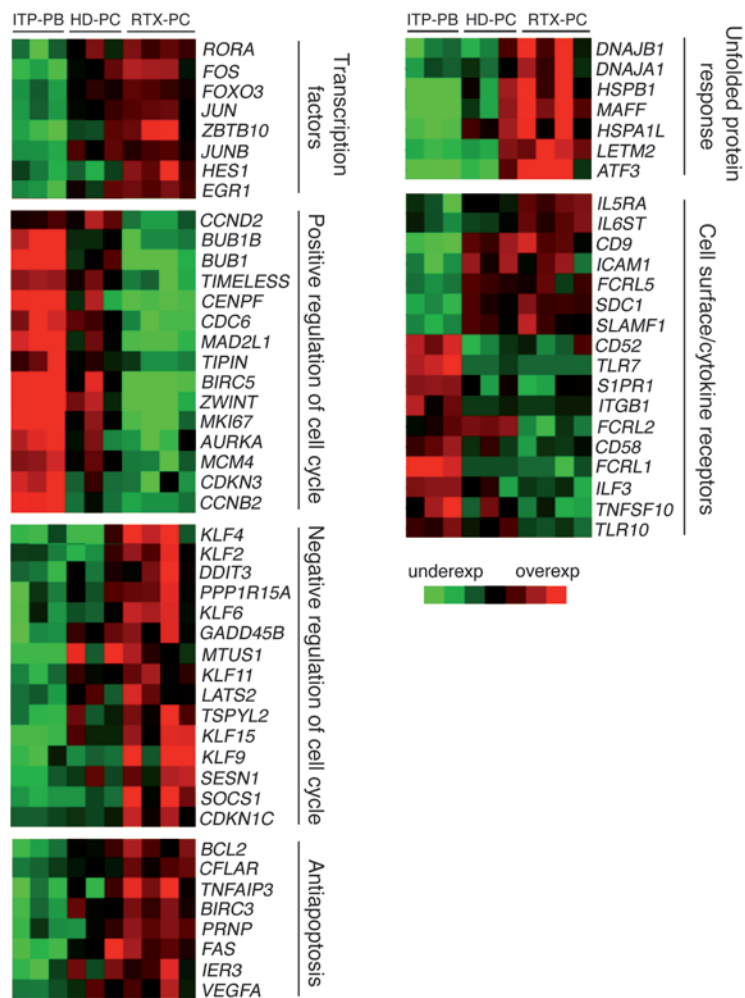 ITP-PB HD-PC RTX-PC
RORA
FOS
FOXO3
JUN
ZBTB10
JUNB
HES1
EGR1
Transcription
factors
CCND2
BUB1B
BUB1
TIMELESS
CENPF
CDC6
MAD2L1
TIPIN
BIRC5
ZWINT
MKI67
AURKA
MCM4
CDKN3
CCNB2
Positive regulation of cell cycle
KLF4
KLF2
DDIT3
PPP1R15A
KLF6
GADD45B
MTUS1
KLF11
LATS2
TSPYL2
KLF15
KLF9
SESN1
SOCS1
CDKN1C
Negative regulation of cell cycle
BCL2
CFLAR
TNFAIP3
BIRC3
PRNP
FAS
IER3
VEGFA
Antiapoptosis
ITP-PB HD-PC RTX-PC
DNAJB1
DNAJA1
HSPB1
MAFF
HSPA1L
LETM2
ATF3
Unfolded protein
response
IL5RA
IL6ST
CD9
ICAM1
FCRL5
SDC1
SLAMF1
CD52
TLR7
S1PR1
ITGB1
FCRL2
CD58
FCRL1
ILF3
TNFSF10
TLR10
Cell surface/cytokine receptors
underexp overexp